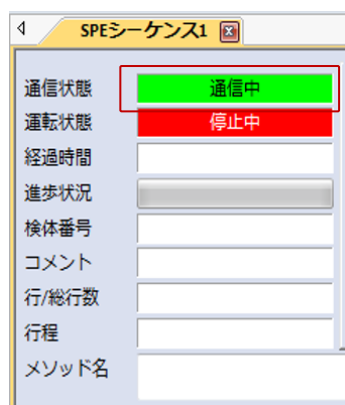 SPEシーケンス1
通信状態 通信中
運転状態 停止中
経過時間
進歩状況
検体番号
コメント
行/総行数
行程
メソッド名